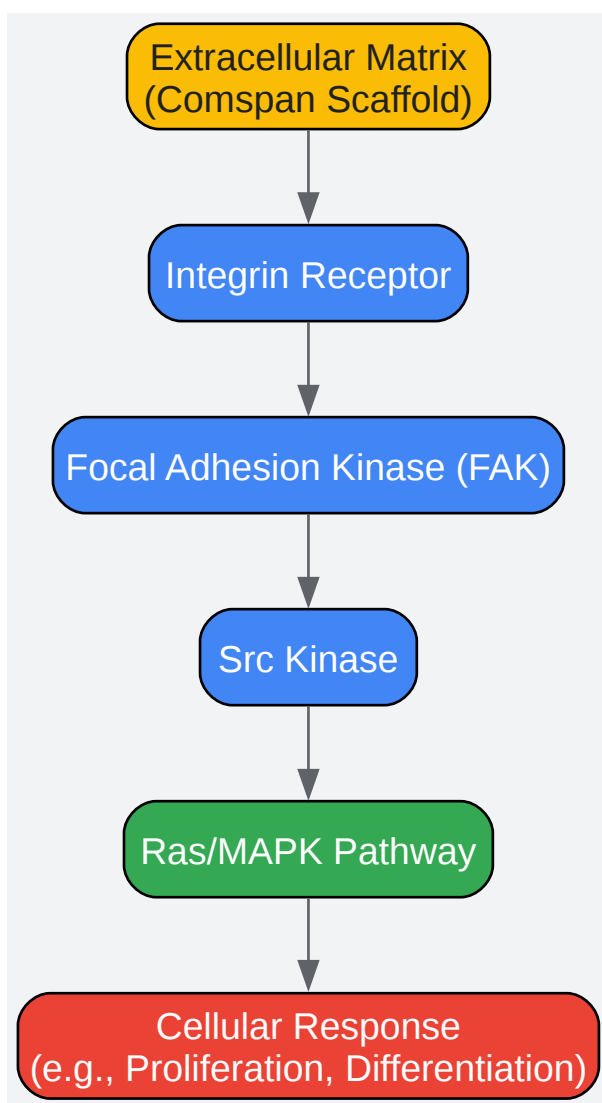 Extracellular Matrix
(Comspan Scaffold)
Integrin Receptor
Focal Adhesion Kinase (FAK)
Src Kinase
Ras/MAPK Pathway
Cellular Response
(e.g., Proliferation, Differentiation)